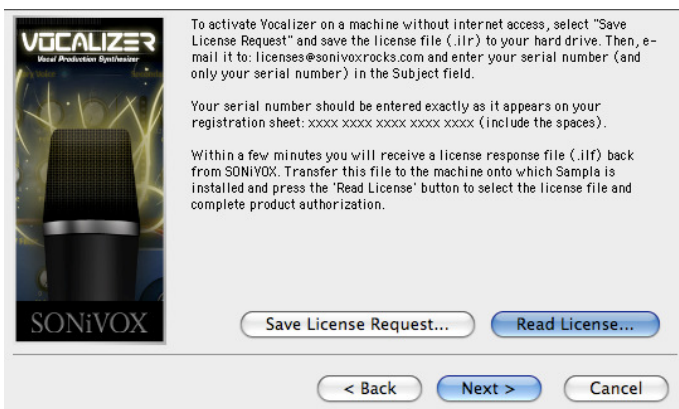 VOCALIZER
Vocal Production Synthesizer
To activate Vocalizer on a machine without internet access, select "Save
License Request" and save the license file (.ilr) to your hard drive. Then, e-
mail it to: licenses@sonivoxrocks.com and enter your serial number (and
only your serial number) in the Subject field.
Your serial number should be entered exactly as it appears on your
registration sheet: xxxx xxxx xxxx xxxx xxxx (include the spaces).
Within a few minutes you will receive a license response file (.ilf) back
from SONiVOX. Transfer this file to the machine onto which Sampla is
installed and press the 'Read License' button to select the license file and
complete product authorization.
SONiVOX
Save License Request...
Read License...
< Back
Next >
Cancel